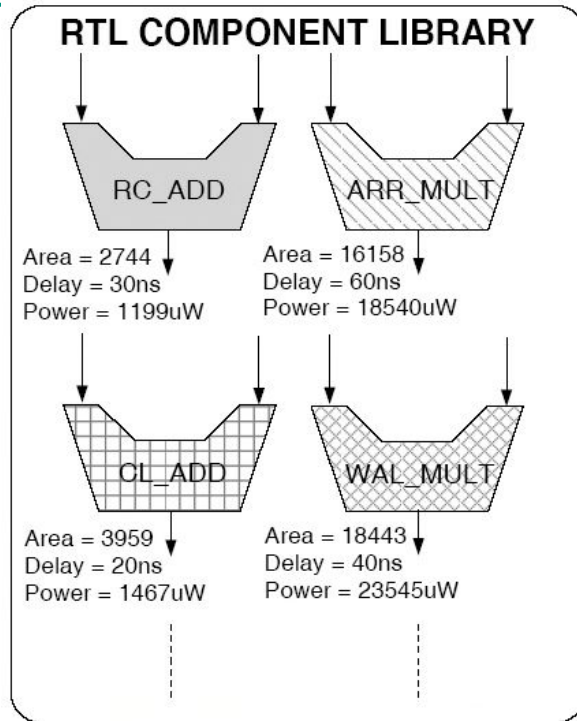 RTL COMPONENT LIBRARY
RC_ADD
Area = 2744
Delay = 30ns
Power = 1199uW
ARR_MULT
Area = 16158
Delay = 60ns
Power = 18540uW
CL_ADD
Area = 3959
Delay = 20ns
Power = 1467uW
WAL_MULT
Area = 18443
Delay = 40ns
Power = 23545uW